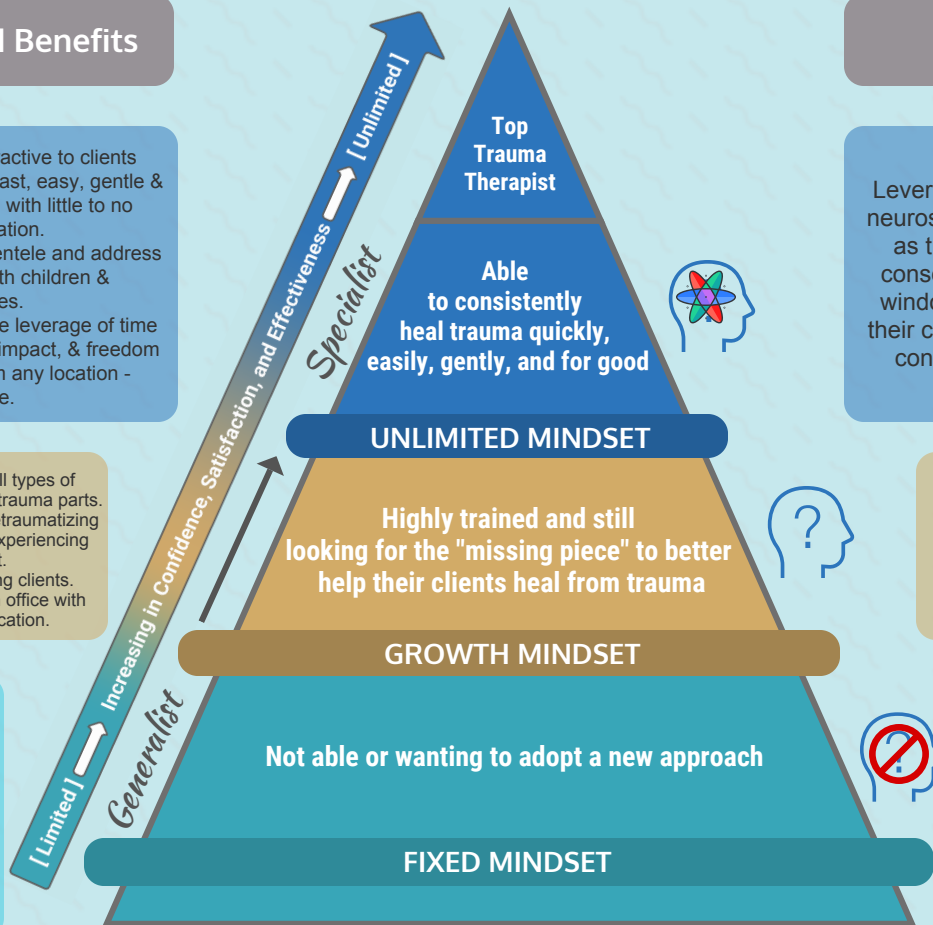 Benefits
active to clients
ast, easy, gentle &
with little to no
ation.
entele and address
th children &
es.
e leverage of time
impact, & freedom
any location -
e.
ll types of
trauma parts.
traumatizing
xperiencing
t.
ng clients.
office with
cation.
[ Limited ] Increasing in Confidence, Satisfaction, and Effectiveness [ Unlimited ]
Specialist
Generalist
Top
Trauma
Therapist
Able
to consistently
heal trauma quickly,
easily, gently, and for good
UNLIMITED MINDSET
Highly trained and still
looking for the "missing piece" to better
help their clients heal from trauma
?
GROWTH MINDSET
Not able or wanting to adopt a new approach
?
FIXED MINDSET
Lever
neuros
as t
conse
windo
their c
con